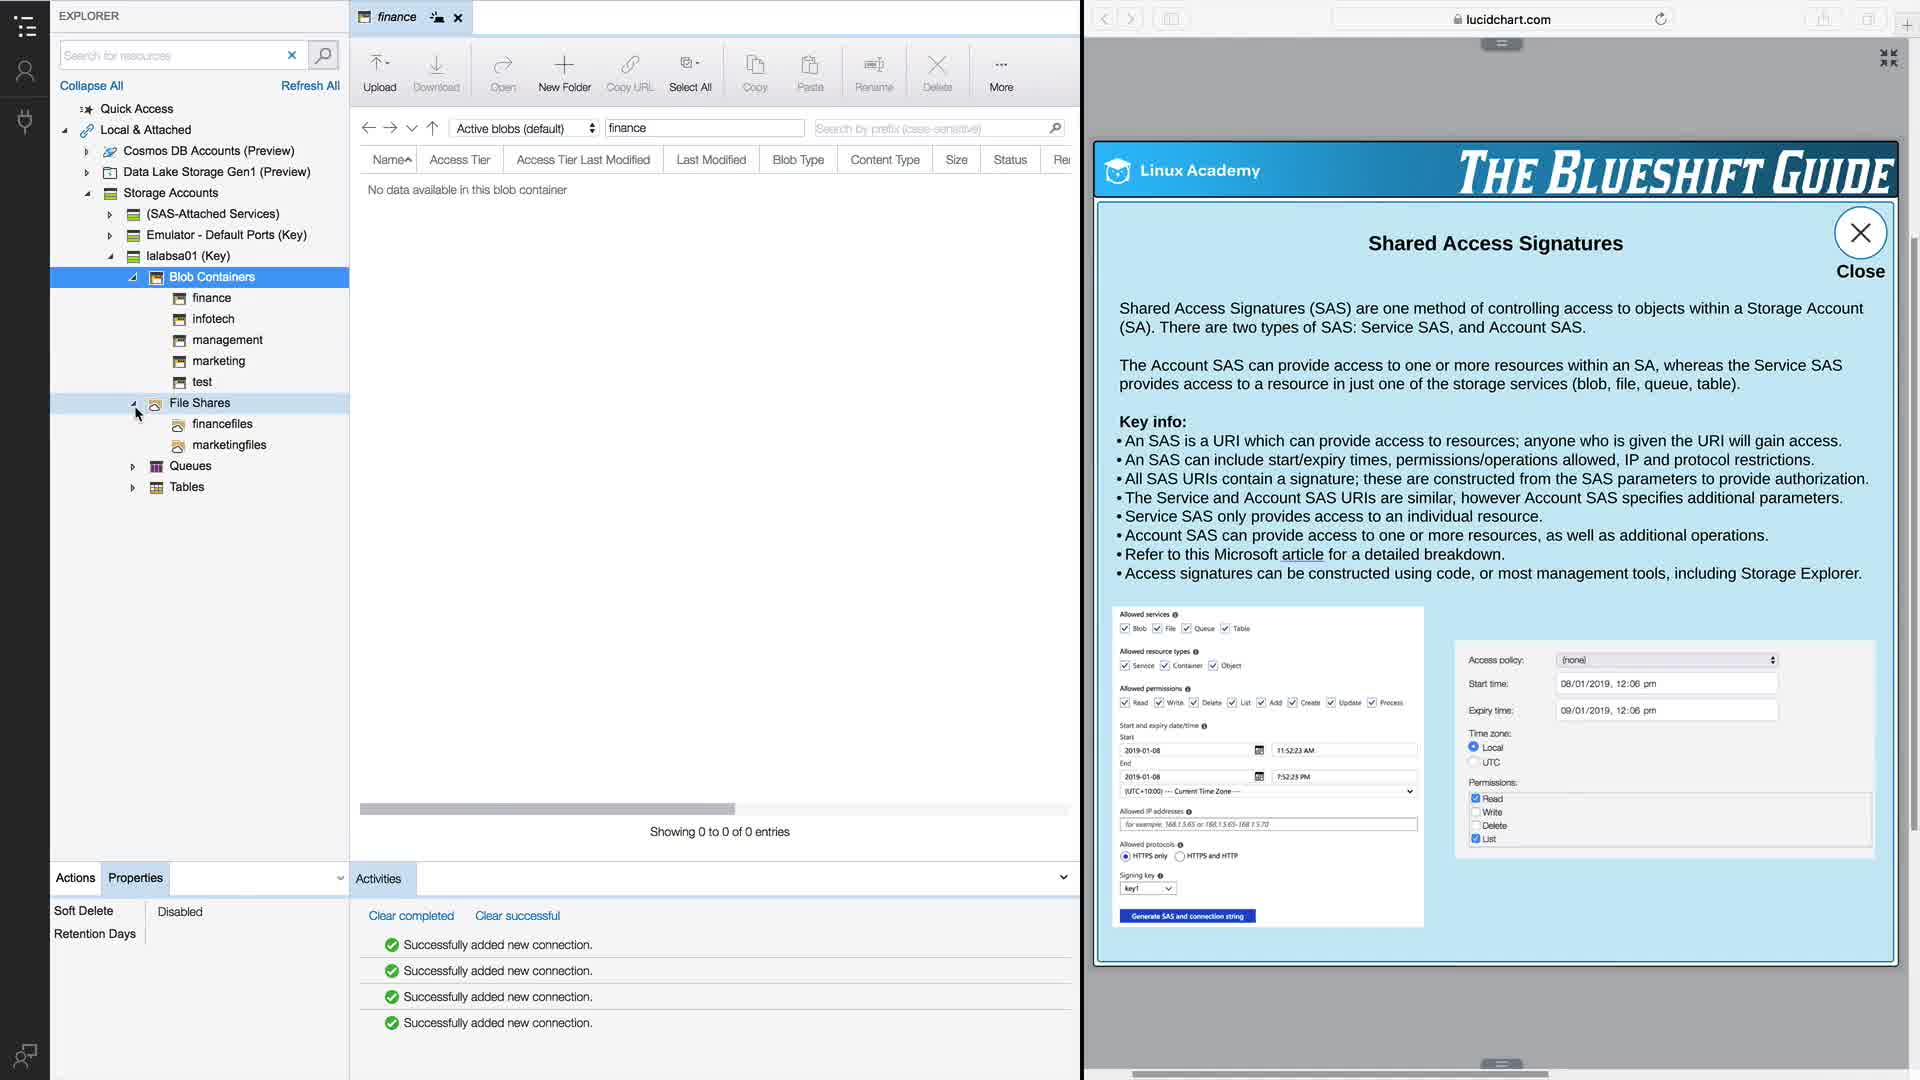 EXPLORER
Search for resources
Collapse All
Refresh All
Quick Access
Local & Attached
Cosmos DB Accounts (Preview)
Data Lake Storage Gen1 (Preview)
Storage Accounts
(SAS-Attached Services)
Emulator - Default Ports (Key)
lalabsa01 (Key)
Blob Containers
finance
infotech
management
marketing
test
File Shares
financefiles
marketingfiles
Queues
Tables
Actions
Properties
Soft Delete
Disabled
Retention Days
finance
Upload
Download
Open
New Folder
Copy URL
Select All
Copy
Paste
Rename
Delete
More
Active blobs (default)
finance
Search by prefix (case-sensitive)
Name
Access Tier
Access Tier Last Modified
Last Modified
Blob Type
Content Type
Size
Status
Rer
No data available in this blob container
Showing 0 to 0 of 0 entries
Activities
Clear completed
Clear successful
Successfully added new connection.
Successfully added new connection.
Successfully added new connection.
Successfully added new connection.
lucidchart.com
Linux Academy
THE BLUESHIFT GUIDE
Shared Access Signatures
Close
Shared Access Signatures (SAS) are one method of controlling access to objects within a Storage Account
(SA). There are two types of SAS: Service SAS, and Account SAS.
The Account SAS can provide access to one or more resources within an SA, whereas the Service SAS
provides access to a resource in just one of the storage services (blob, file, queue, table).
Key info:
• An SAS is a URI which can provide access to resources; anyone who is given the URI will gain access.
• An SAS can include start/expiry times, permissions/operations allowed, IP and protocol restrictions.
• All SAS URIs contain a signature; these are constructed from the SAS parameters to provide authorization.
• The Service and Account SAS URIs are similar, however Account SAS specifies additional parameters.
• Service SAS only provides access to an individual resource.
• Account SAS can provide access to one or more resources, as well as additional operations.
• Refer to this Microsoft article for a detailed breakdown.
• Access signatures can be constructed using code, or most management tools, including Storage Explorer.
Allowed services
Blob File Queue Table
Allowed resource types
Service Container Object
Allowed permissions
Read Write Delete List Add Create Update Process
Start and expiry date/time
Start
2019-01-08 11:52:23 AM
End
2019-01-08 7:52:23 PM
(UTC+10:00) --- Current Time Zone ---
Allowed IP addresses
for example, 168.1.5.65 or 168.1.5.65-168.1.5.70
Allowed protocols
HTTPS only HTTPS and HTTP
Signing key
key1
Generate SAS and connection string
Access policy: (none)
Start time: 08/01/2019, 12:06 pm
Expiry time: 09/01/2019, 12:06 pm
Time zone:
Local
UTC
Permissions:
Read
Write
Delete
List